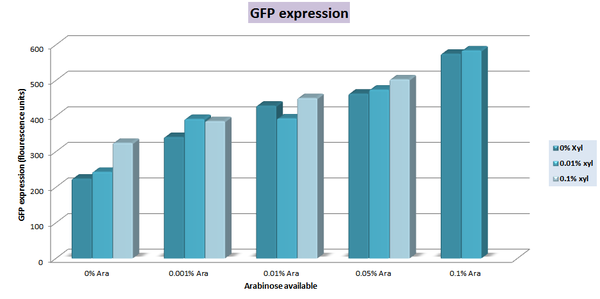 GFP expression
GFP expression (flourescence units)
600
500
400
300
200
100
0
0% Ara
0.001% Ara
0.01% Ara
0.05% Ara
0.1% Ara
Arabinose available
0% Xyl
0.01% xyl
0.1% xyl